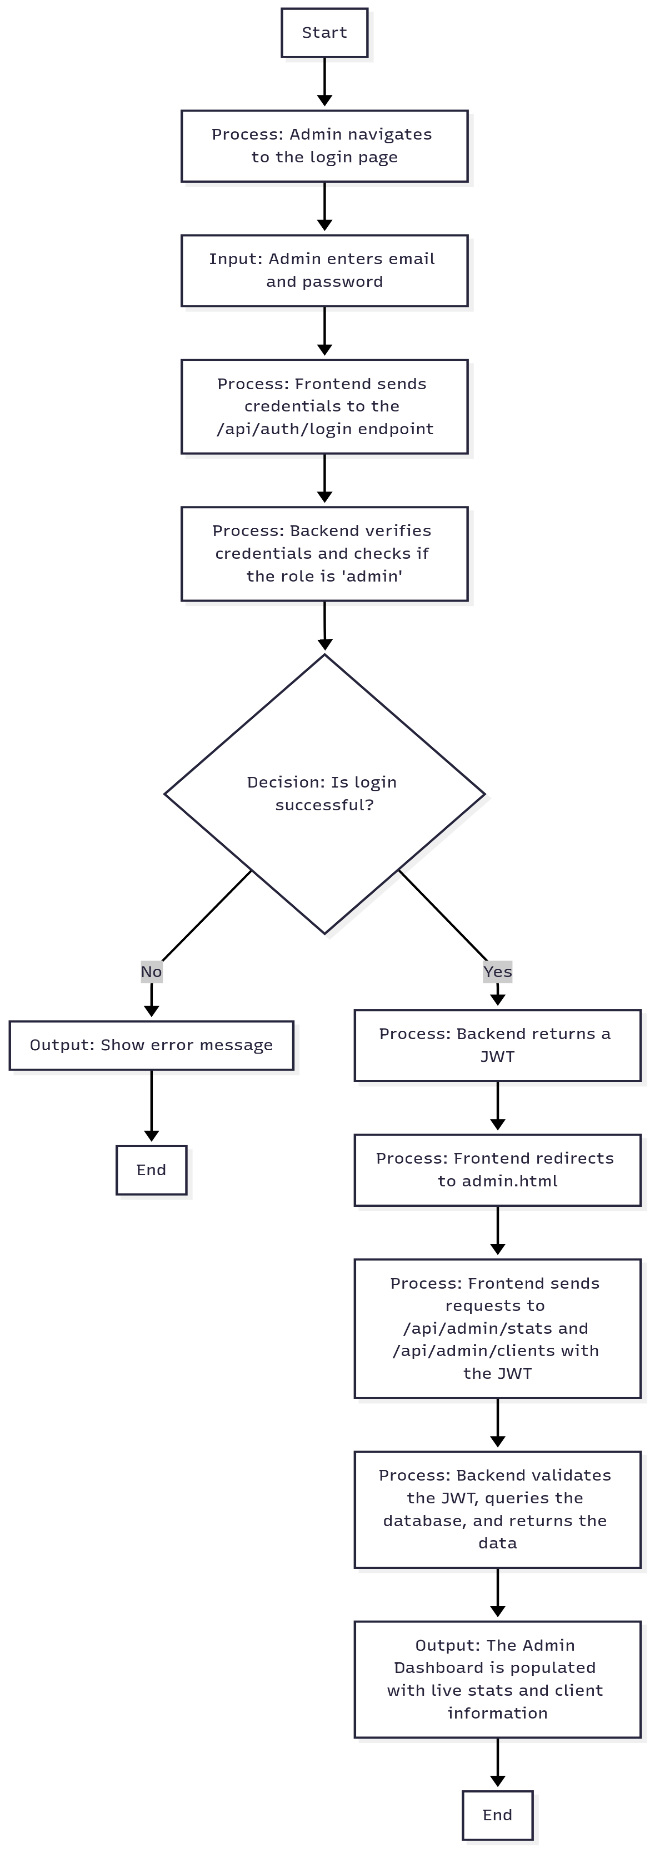 Start
Process: Admin navigates
to the login page
Input: Admin enters email
and password
Process: Frontend sends
credentials to the
/api/auth/login endpoint
Process: Backend verifies
credentials and checks if
the role is 'admin'
Decision: Is login
successful?
No
Yes
Output: Show error message
End
Process: Backend returns a
JWT
Process: Frontend redirects
to admin.html
Process: Frontend sends
requests to
/api/admin/stats and
/api/admin/clients with
the JWT
Process: Backend validates
the JWT, queries the
database, and returns the
data
Output: The Admin
Dashboard is populated
with live stats and client
information
End